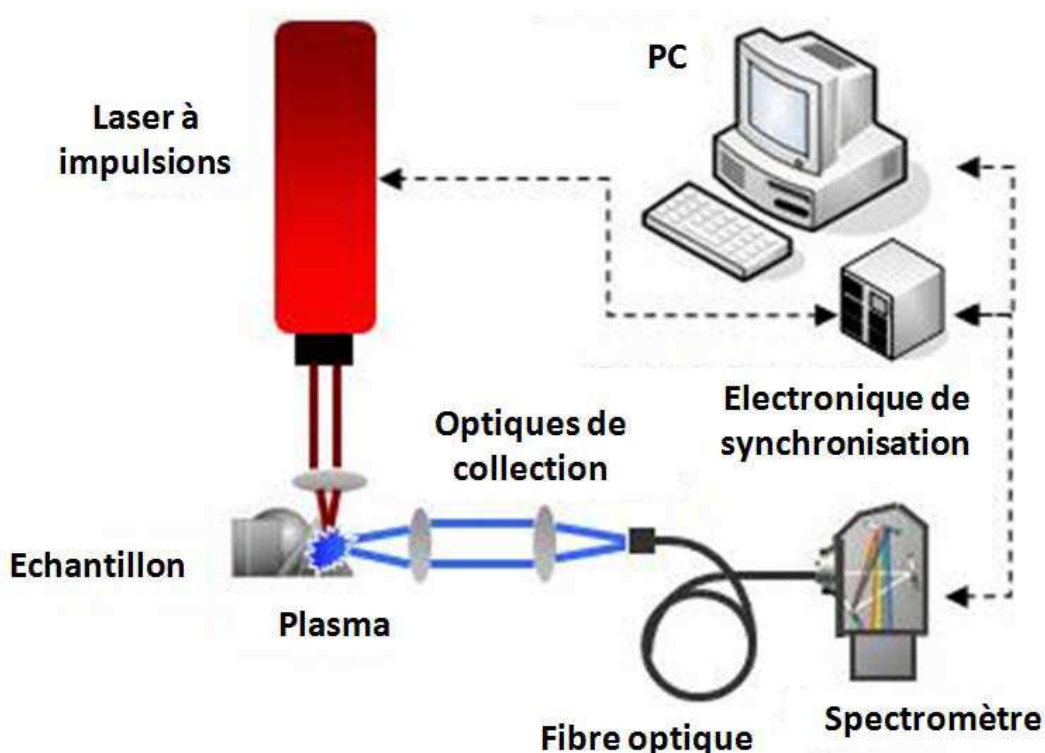 PC
Laser à
impulsions
Electronique de
synchronisation
Optiques de
collection
Echantillon
Plasma
Fibre optique
Spectromètre